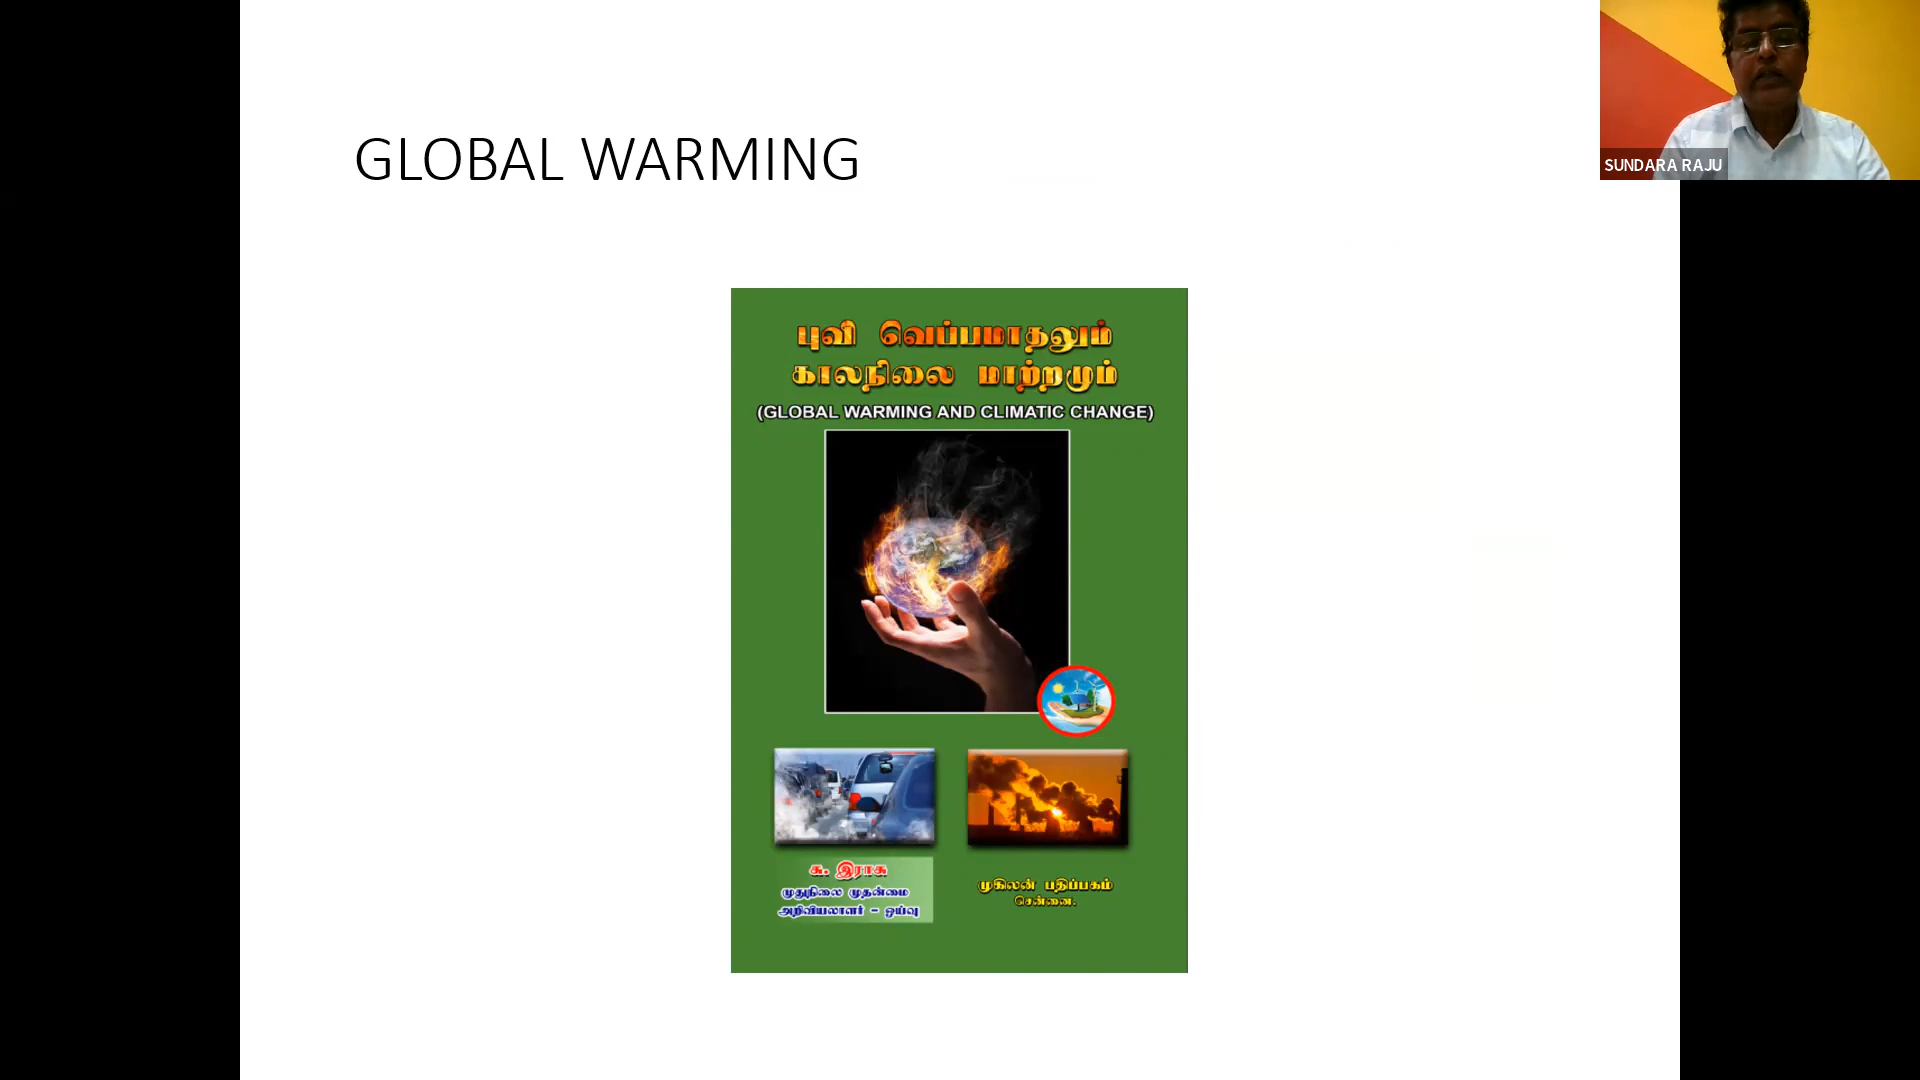 GLOBAL WARMING
SUNDARA RAJU
புவி வெப்பமாதலும்
காலநிலை மாற்றமும்
(GLOBAL WARMING AND CLIMATIC CHANGE)
சு. இராசு
முதுநிலை முதன்மை
அறிவியலாளர் - ஓய்வு
முகிலன் பதிப்பகம்
சென்னை.